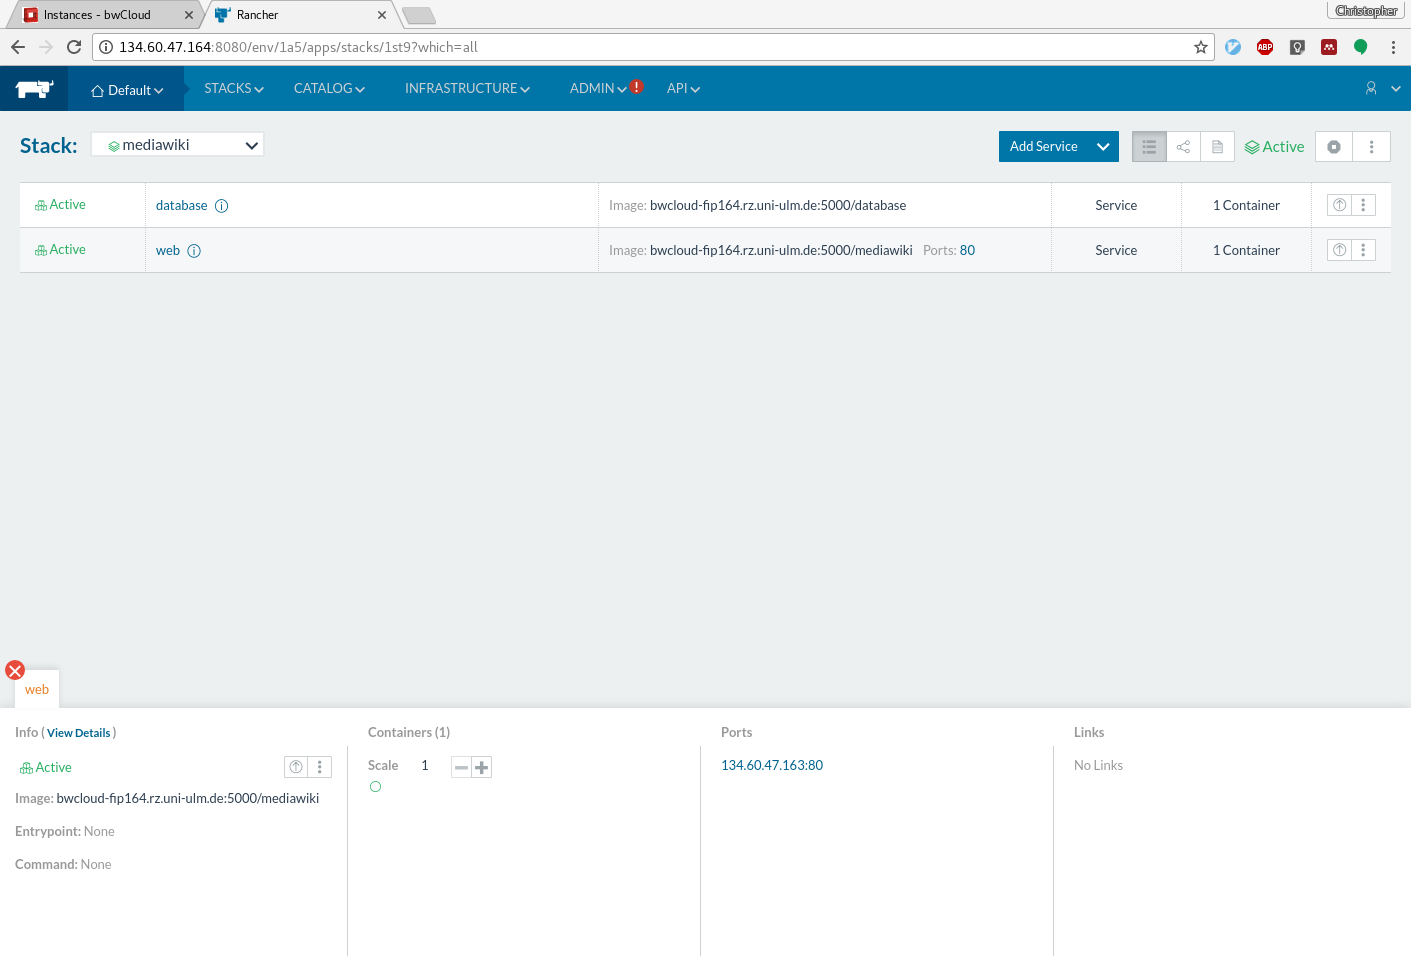 Instances - bwCloud
Rancher
Christopher
134.60.47.164:8080/env/1a5/apps/stacks/1st9?which=all
ABP
Default
STACKS
CATALOG
INFRASTRUCTURE
ADMIN
!
API
Stack:
mediawiki
Add Service
Active
Active
database
Image: bwcloud-fip164.rz.uni-ulm.de:5000/database
Service
1 Container
Active
web
Image: bwcloud-fip164.rz.uni-ulm.de:5000/mediawiki Ports: 80
Service
1 Container
web
Info ( View Details )
Active
Image: bwcloud-fip164.rz.uni-ulm.de:5000/mediawiki
Entrypoint: None
Command: None
Containers (1)
Scale 1
Ports
134.60.47.163:80
Links
No Links